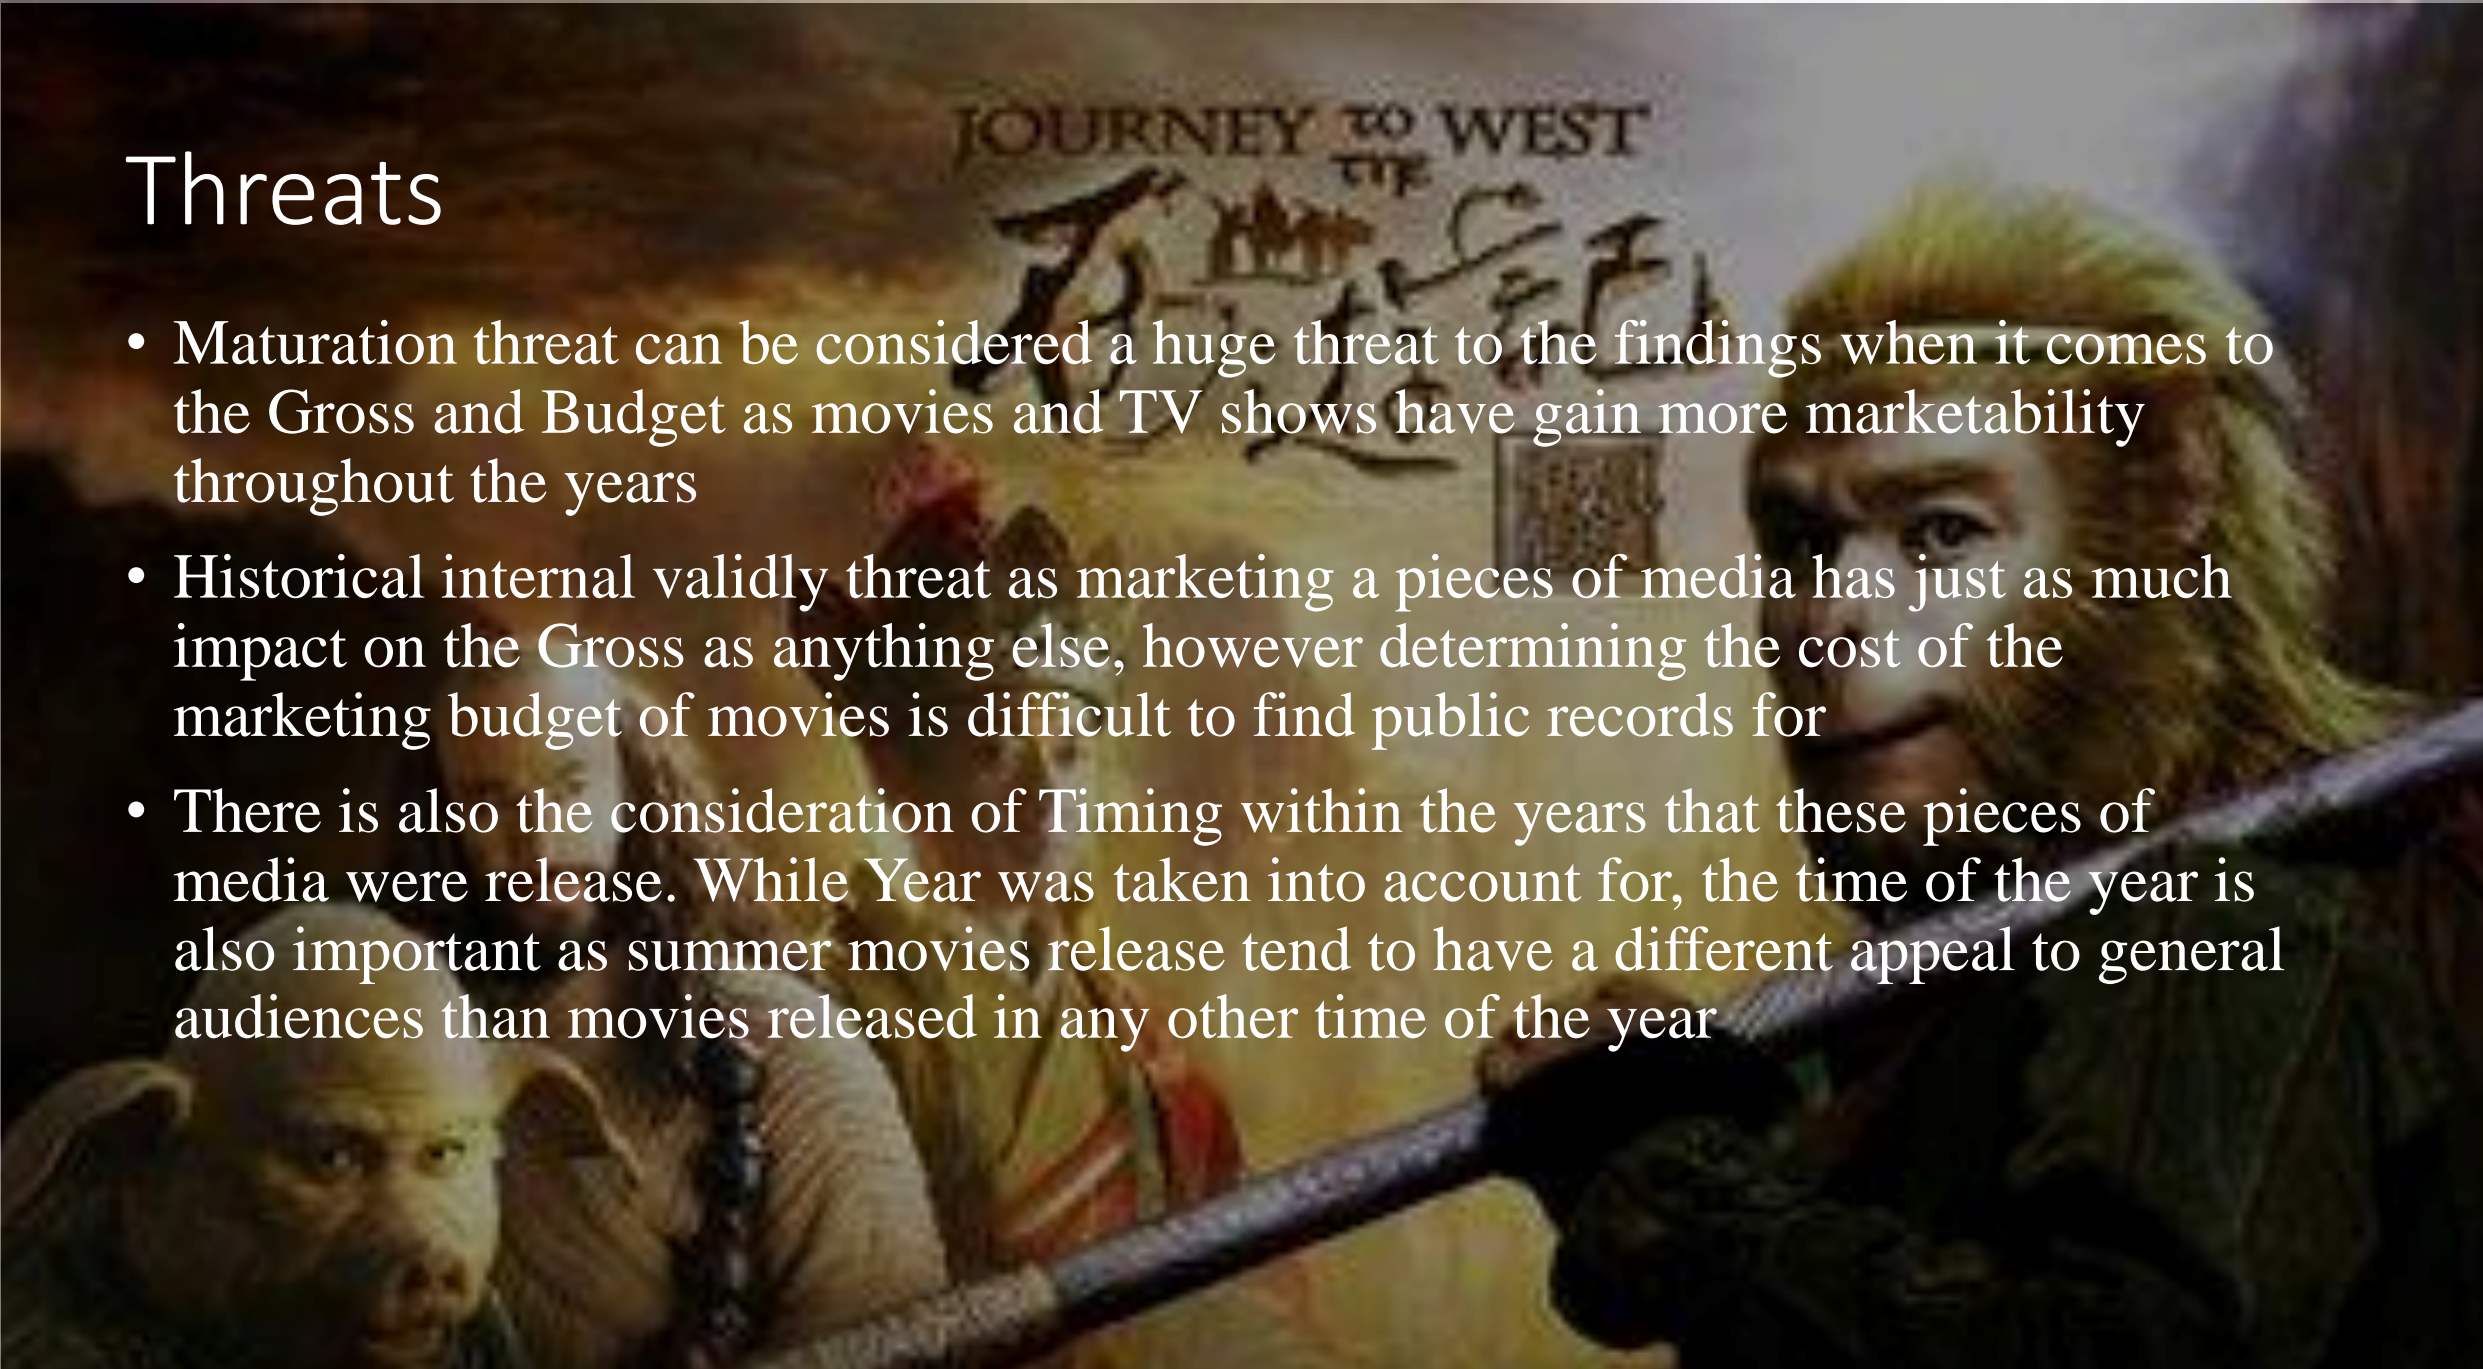 JOURNEY TO THE WEST
西遊記
Threats
• Maturation threat can be considered a huge threat to the findings when it comes to
the Gross and Budget as movies and TV shows have gain more marketability
throughout the years
• Historical internal validly threat as marketing a pieces of media has just as much
impact on the Gross as anything else, however determining the cost of the
marketing budget of movies is difficult to find public records for
• There is also the consideration of Timing within the years that these pieces of
media were release. While Year was taken into account for, the time of the year is
also important as summer movies release tend to have a different appeal to general
audiences than movies released in any other time of the year